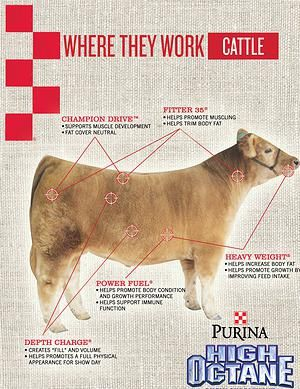 WHERE THEY WORK CATTLE
FITTER 35®
• HELPS PROMOTE MUSCLING
• HELPS TRIM BODY FAT
CHAMPION DRIVE™
• SUPPORTS MUSCLE DEVELOPMENT
• FAT COVER NEUTRAL
HEAVY WEIGHT®
• HELPS INCREASE BODY FAT
• HELPS PROMOTE GROWTH BY
IMPROVING FEED INTAKE
POWER FUEL®
• HELPS PROMOTE BODY CONDITION
AND GROWTH PERFORMANCE
• HELPS SUPPORT IMMUNE
FUNCTION
DEPTH CHARGE®
• CREATES "FILL" AND VOLUME
• HELPS PROMOTES A FULL PHYSICAL
APPEARANCE FOR SHOW DAY
PURINA
HIGH
OCTANE